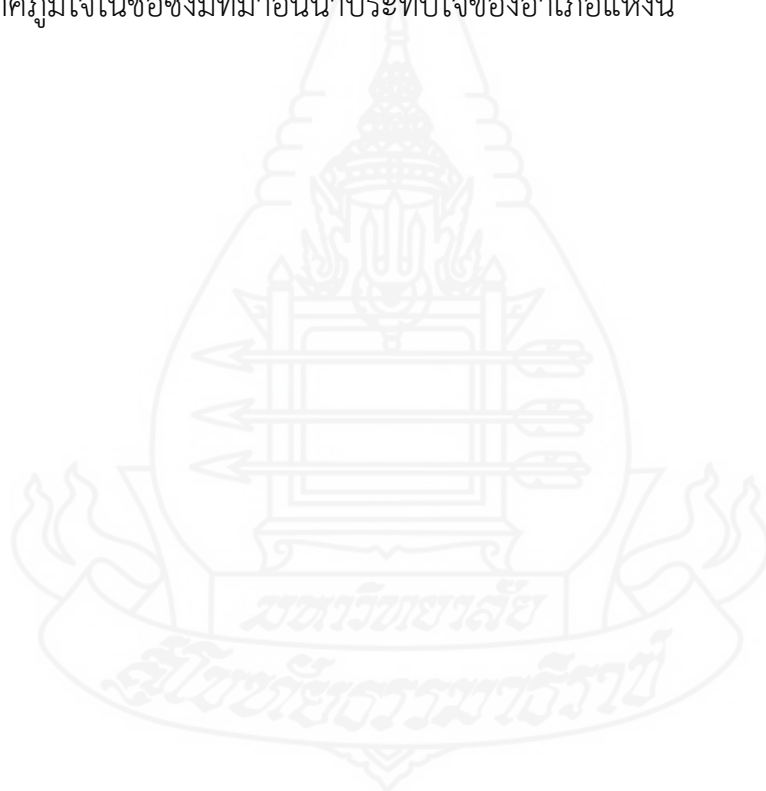 าคภูมิใจในชื่อซึ่งมีที่มาอันน่าประทับใจของอำเภอแห่งนี้
มหาวิทยาลัย
สุโขทัยธรรมาธิราช